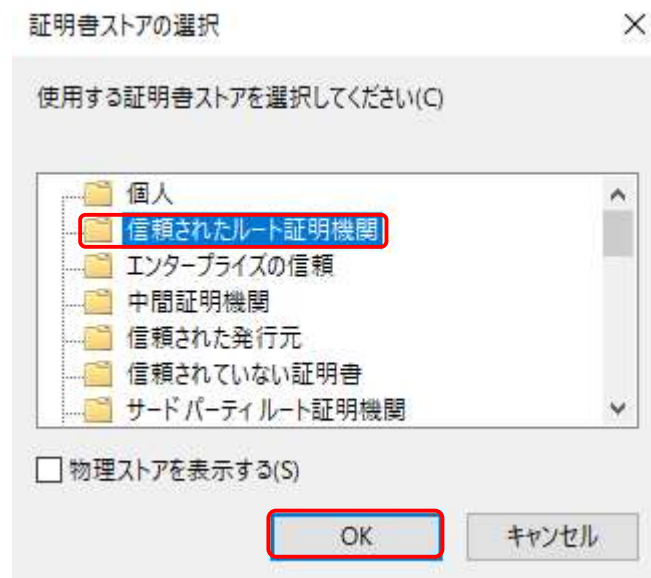 証明書ストアの選択
使用する証明書ストアを選択してください(C)
個人
信頼されたルート証明機関
エンタープライズの信頼
中間証明機関
信頼された発行元
信頼されていない証明書
サード パーティ ルート証明機関
物理ストアを表示する(S)
OK キャンセル